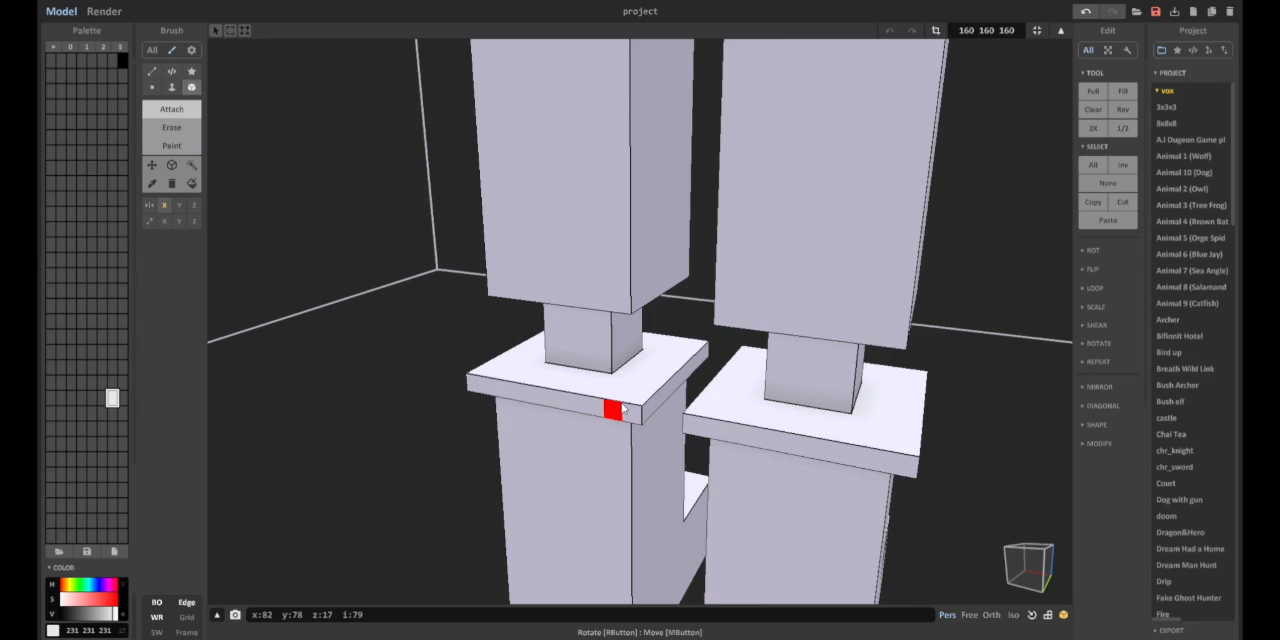 Model Render
project
Palette
Brush
160 160 160
Edit
Project
0 1 2 3
All
All
PROJECT
TOOL
Full Fill
Clear Rev
2X 1/2
SELECT
All Inv
None
Copy Cut
Paste
ROT
FLIP
LOOP
SCALE
SHEAR
ROTATE
REPEAT
MIRROR
DIAGONAL
SHAPE
MODIFY
Attach
Erase
Paint
X Y Z
X Y Z
vox
3x3x3
8x8x8
A.I Dugeon Game pl
Animal 1 (Wolf)
Animal 10 (Dog)
Animal 2 (Owl)
Animal 3 (Tree Frog)
Animal 4 (Brown Bat
Animal 5 (Orge Spid
Animal 6 (Blue Jay)
Animal 7 (Sea Angle)
Animal 8 (Salamand
Animal 9 (Catfish)
Archer
Bifinnit Hotel
Bird up
Breath Wild Link
Bush Archer
Bush elf
castle
Chai Tea
chr_knight
chr_sword
Court
Dog with gun
doom
Dragon&Hero
Dream Had a Home
Dream Man Hunt
Drip
Fake Ghost Hunter
Fire
EXPORT
COLOR
H
S
V
231 231 231
BO Edge
WR Grid
SW Frame
x:82 y:78 z:17 i:79
Pers Free Orth Iso
Rotate [RButton] : Move [MButton]